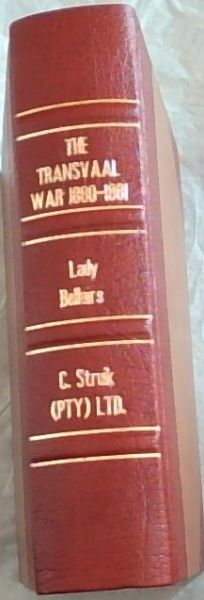 THE
TRANSVAAL
WAR 1880-1881
Lady
Bellairs
C. Struik
(PTY) LTD.